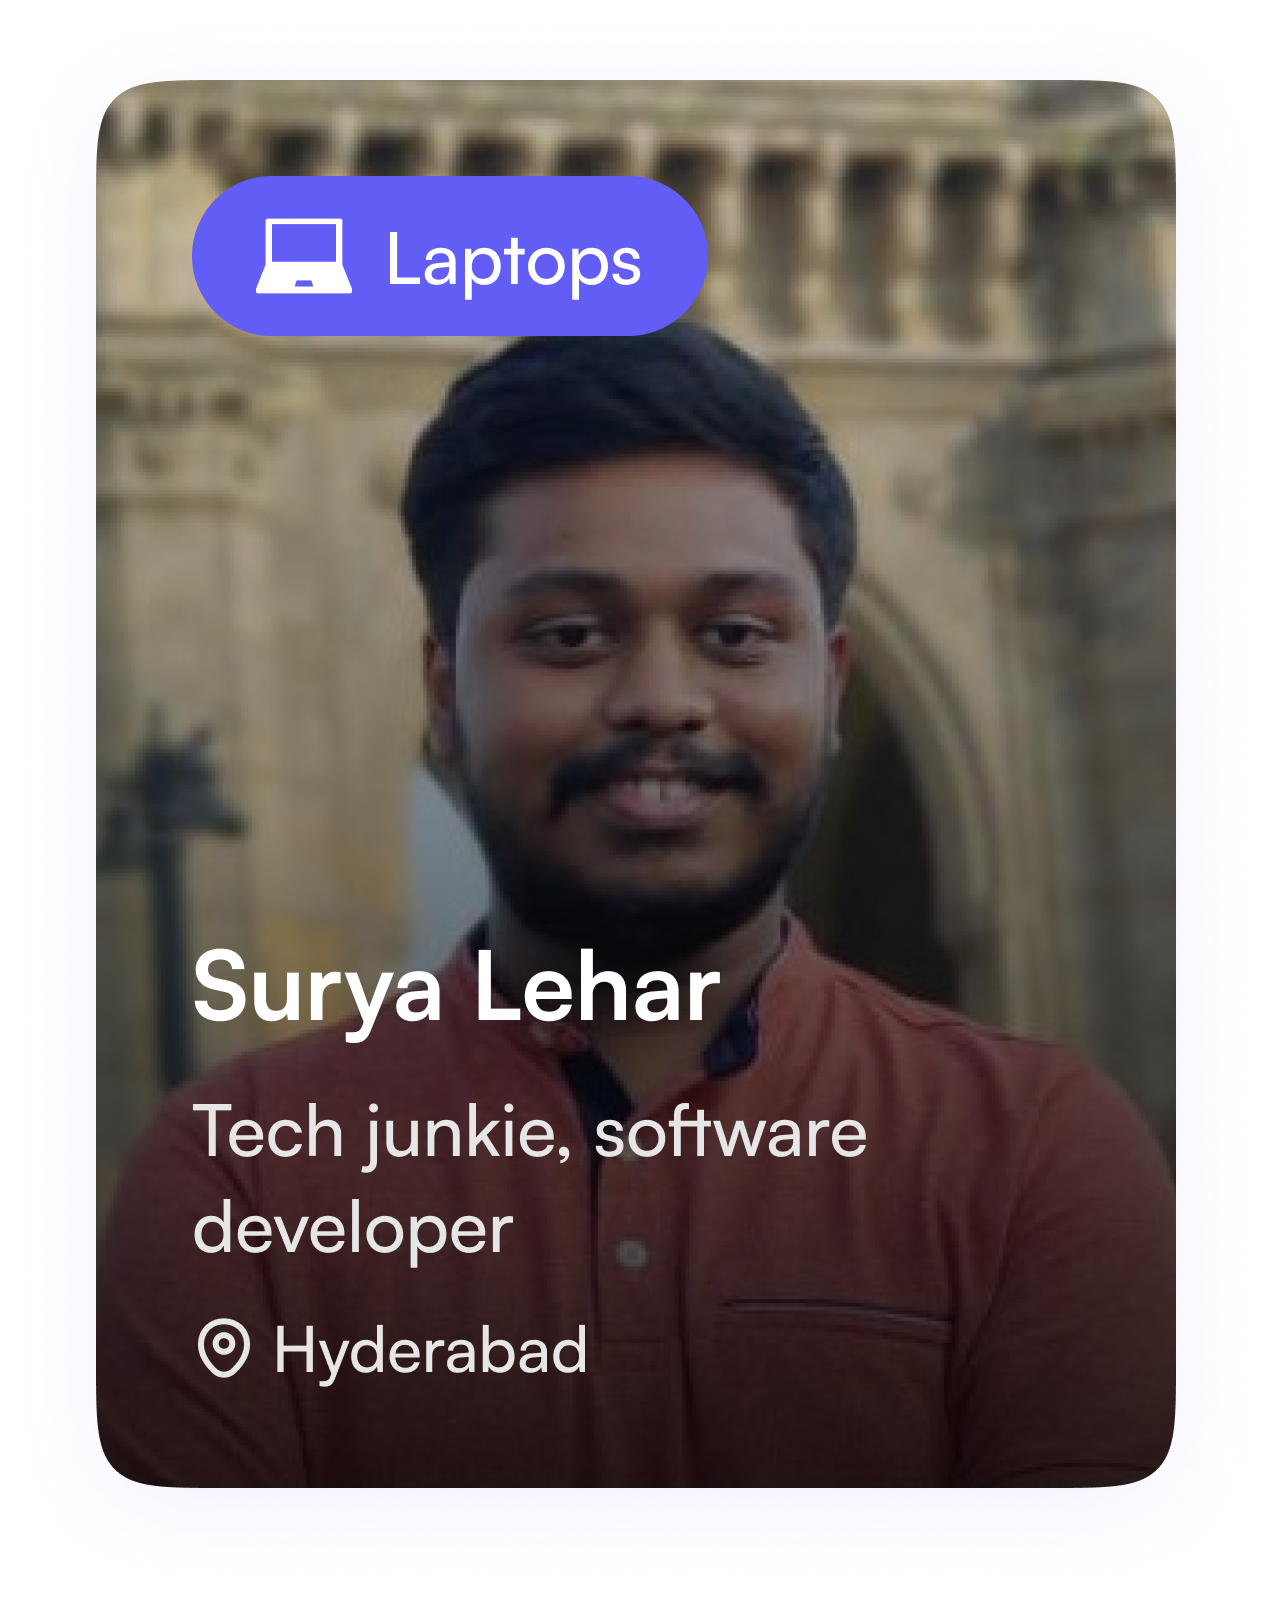 Laptops
Surya Lehar
Tech junkie, software
developer
Hyderabad